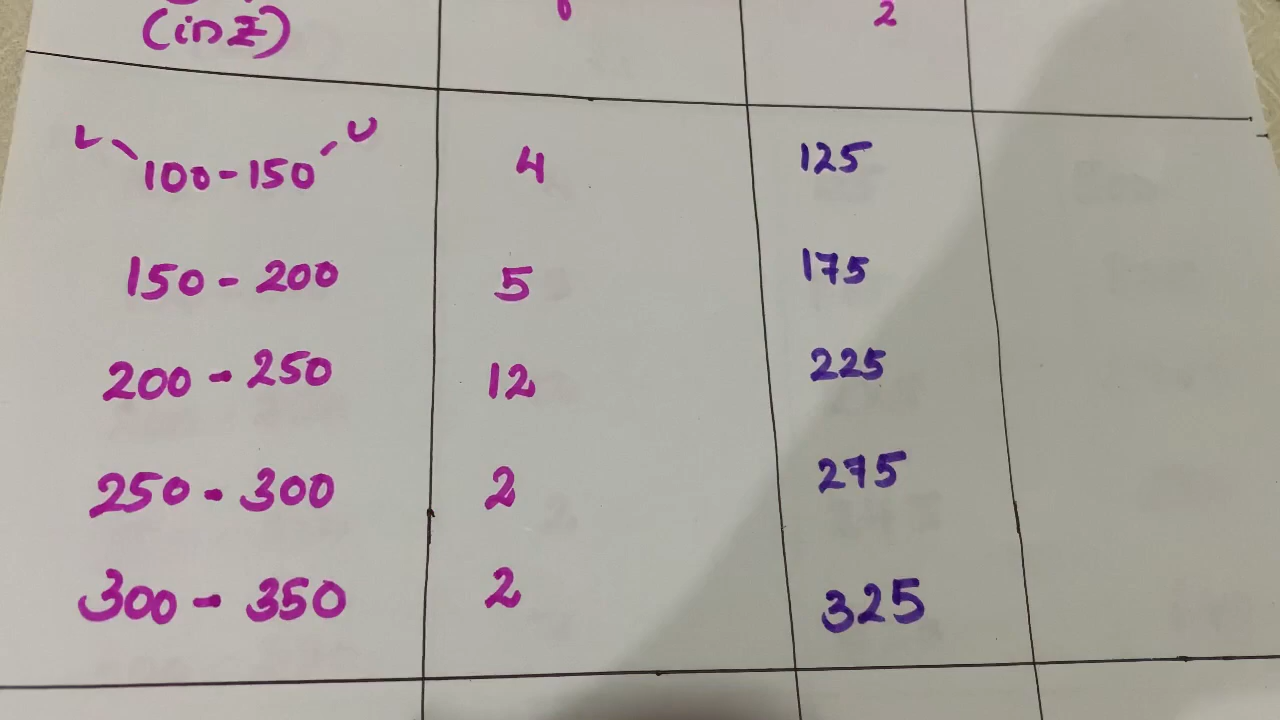 (in ₹) 2
L 100-150 U 4 125
150-200 5 175
200-250 12 225
250-300 2 275
300-350 2 325